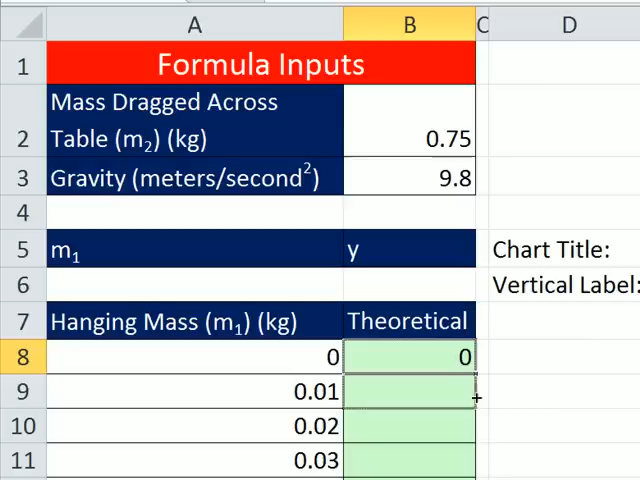 A B C D
1 Formula Inputs
Mass Dragged Across
2 Table (m₂) (kg) 0.75
3 Gravity (meters/second²) 9.8
4
5 m₁ y Chart Title:
6 Vertical Label:
7 Hanging Mass (m₁) (kg) Theoretical
8 0 0
9 0.01
10 0.02
11 0.03